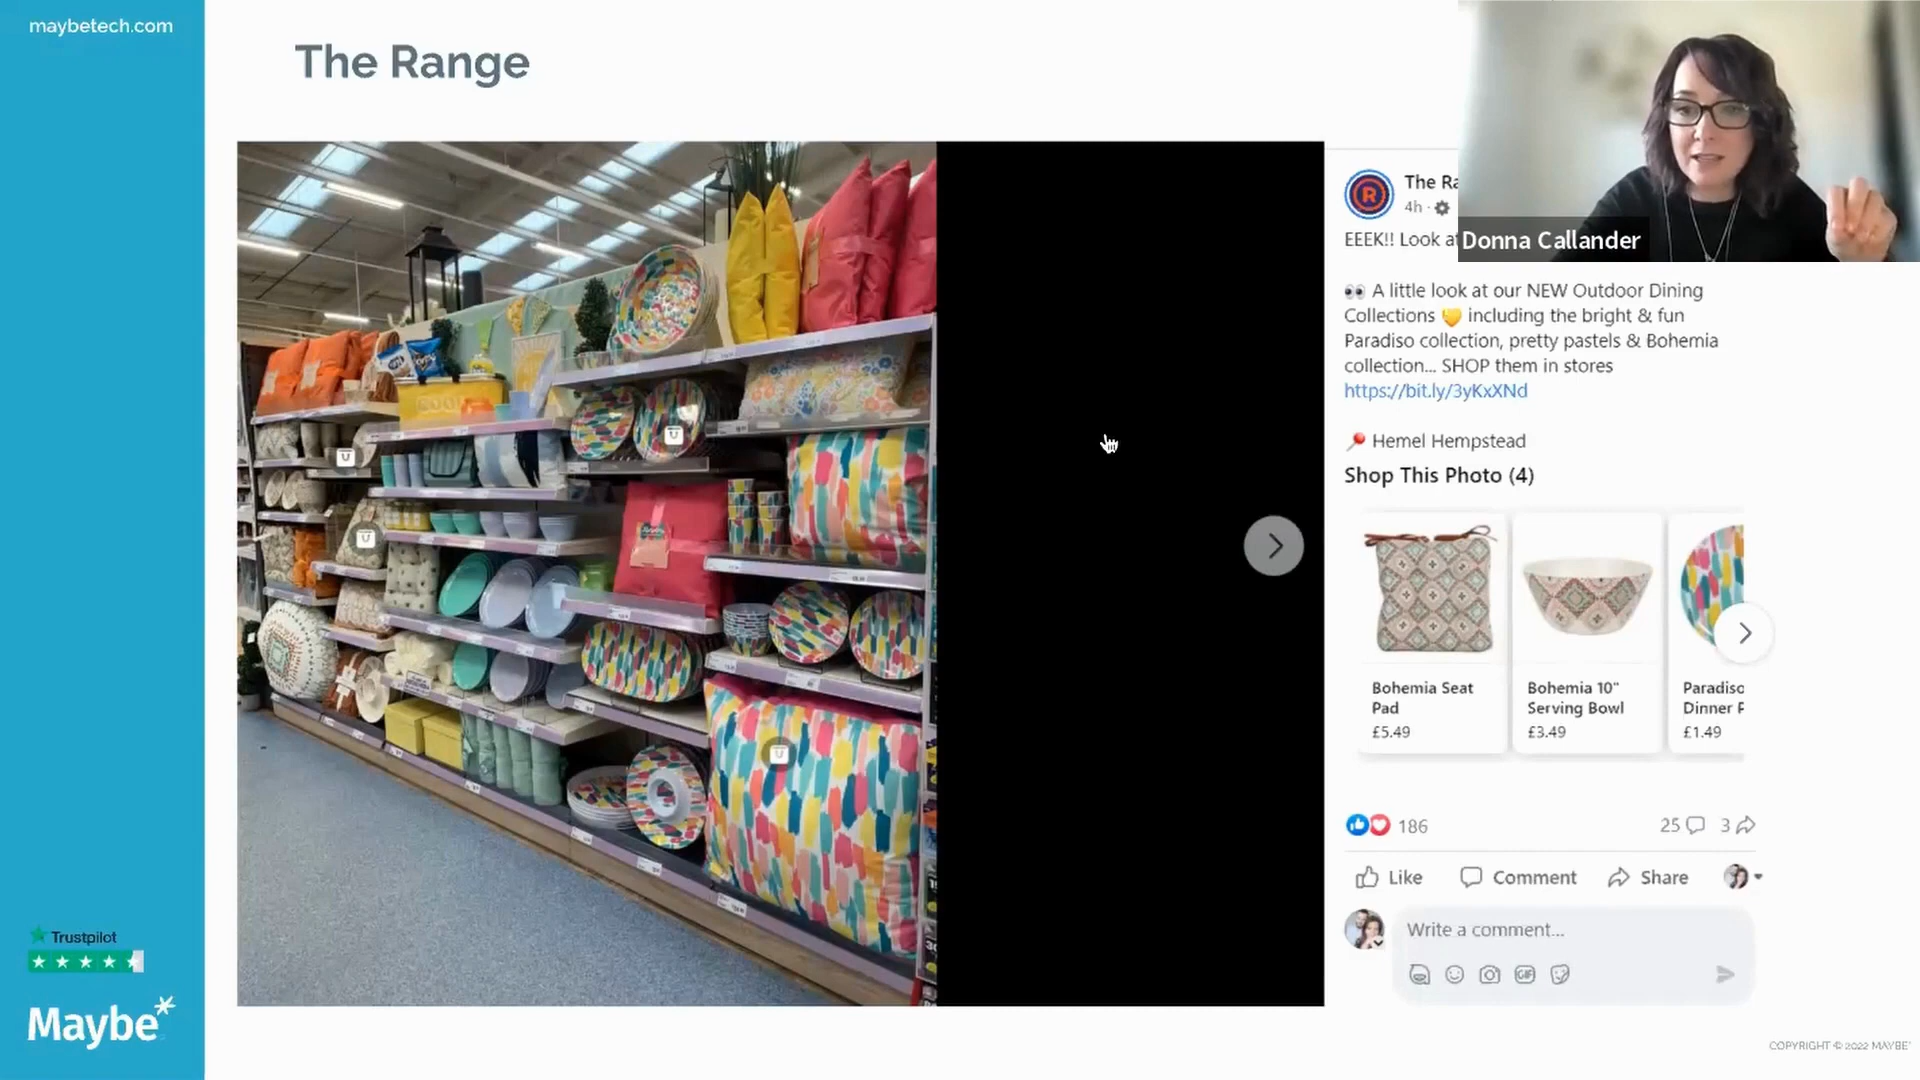 maybetech.com
The Range
The Ra
4h
EEEK!! Look at
Donna Callander
👀 A little look at our NEW Outdoor Dining
Collections 💛 including the bright & fun
Paradiso collection, pretty pastels & Bohemia
collection... SHOP them in stores
https://bit.ly/3yKxXNd
📍 Hemel Hempstead
Shop This Photo (4)
Bohemia Seat
Pad
£5.49
Bohemia 10"
Serving Bowl
£3.49
Paradiso
Dinner P
£1.49
186
25
3
Like
Comment
Share
Write a comment...
GIF
Trustpilot
Maybe*
COPYRIGHT © 2022 MAYBE*